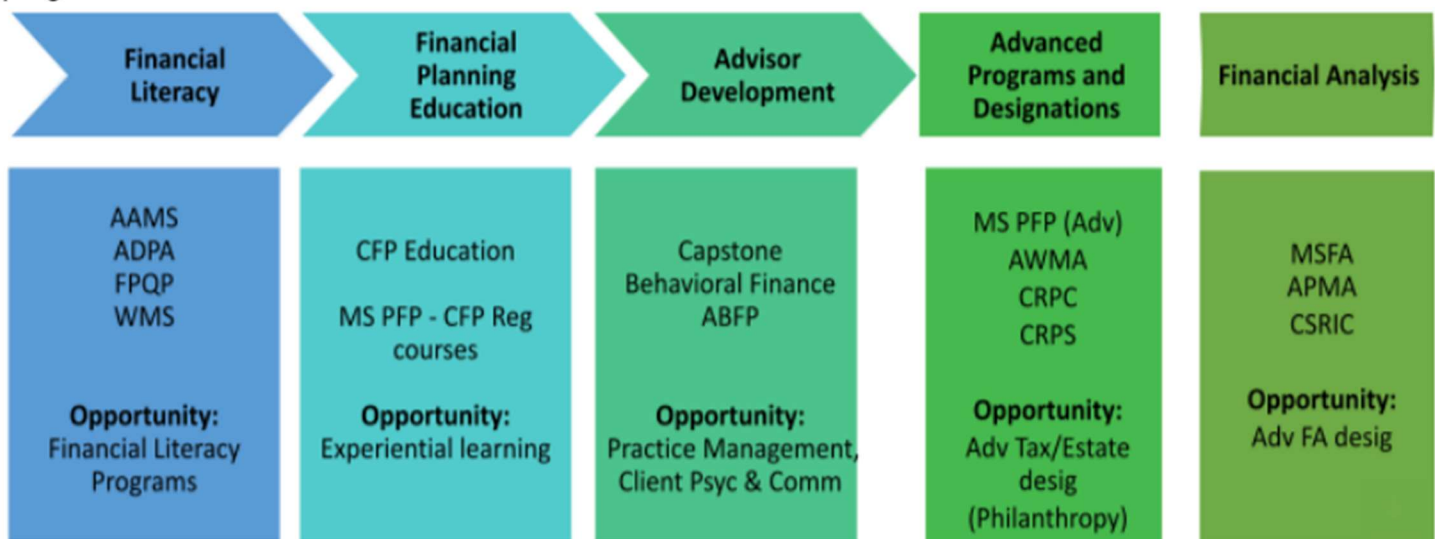 Financial
Literacy
Financial
Planning
Education
Advisor
Development
Advanced
Programs and
Designations
Financial Analysis
AAMS
ADPA
FPQP
WMS
Opportunity:
Financial Literacy
Programs
CFP Education
MS PFP - CFP Reg
courses
Opportunity:
Experiential learning
Capstone
Behavioral Finance
ABFP
Opportunity:
Practice Management,
Client Psyc & Comm
MS PFP (Adv)
AWMA
CRPC
CRPS
Opportunity:
Adv Tax/Estate
desig
(Philanthropy)
MSFA
APMA
CSRIC
Opportunity:
Adv FA desig